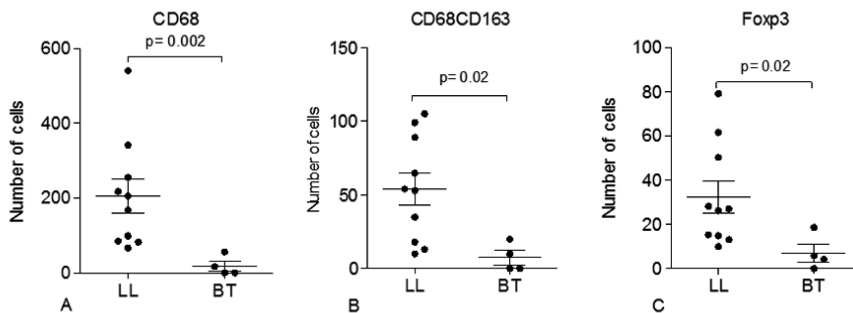 CD68
p= 0.002
Number of cells
600
400
200
0
LL
BT
A
CD68CD163
p= 0.02
Number of cells
150
100
50
0
LL
BT
B
Foxp3
p= 0.02
Number of cells
100
80
60
40
20
0
LL
BT
C